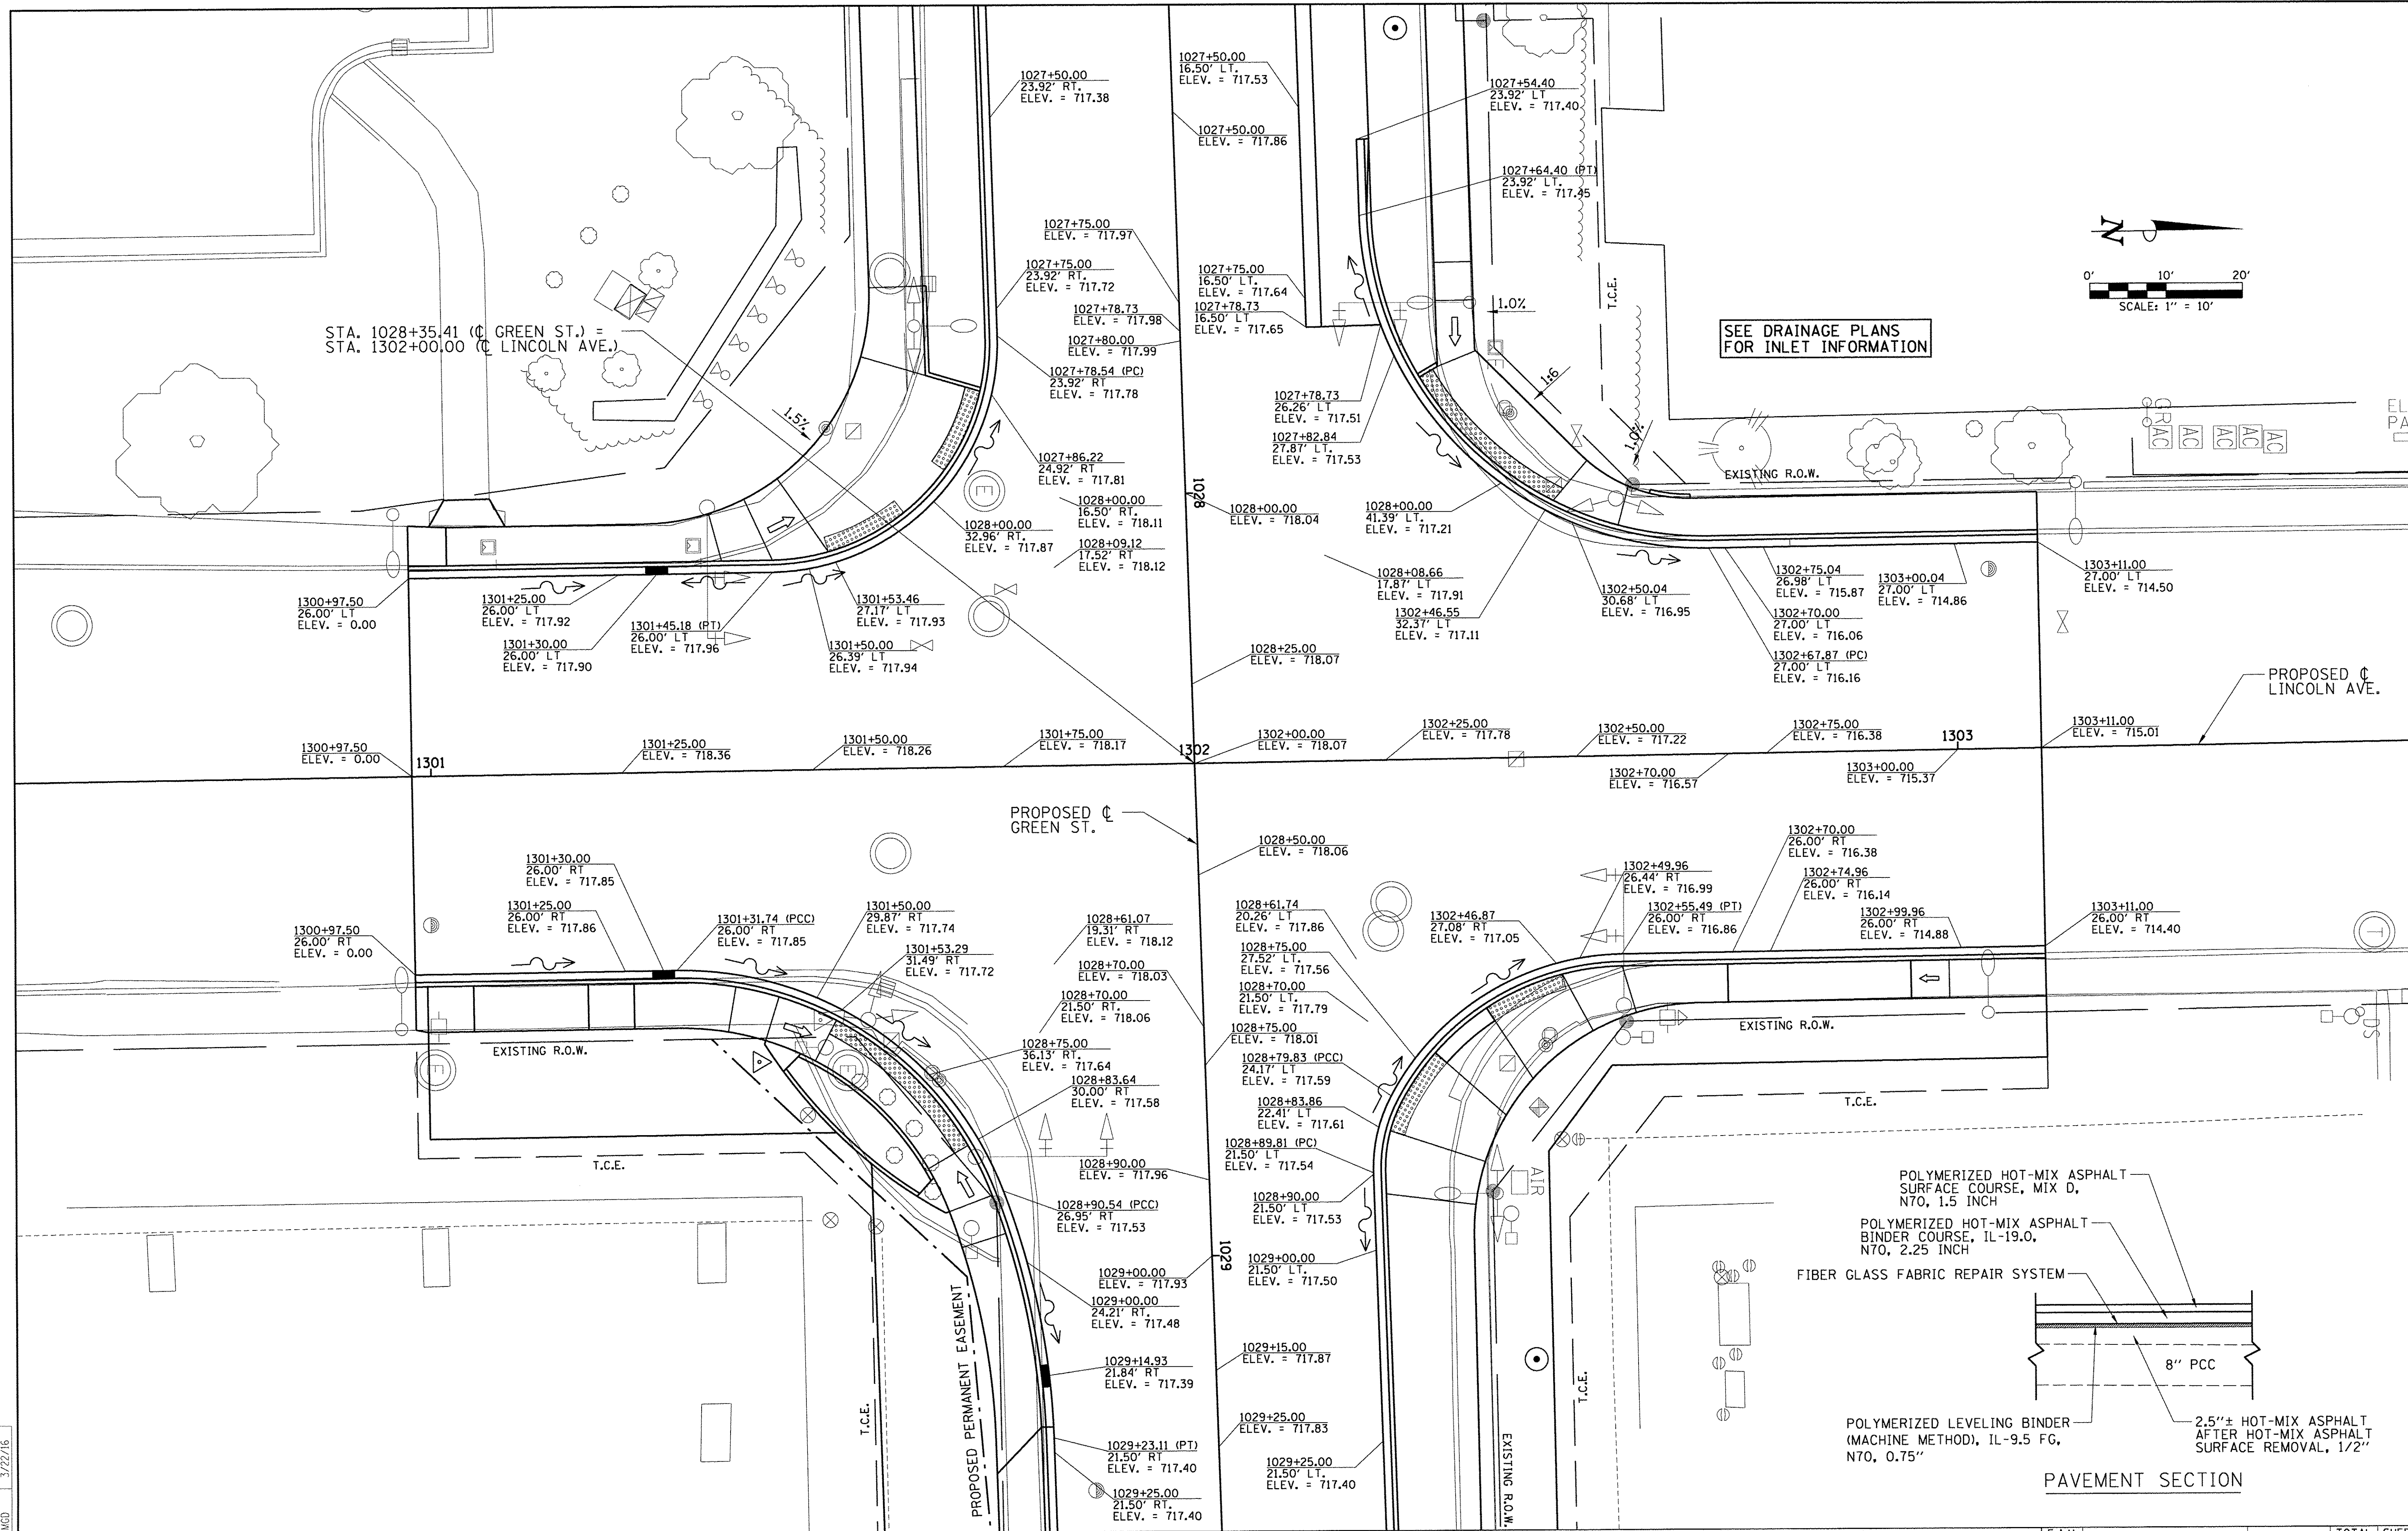 1027+50.00
23.92' RT.
ELEV. = 717.38
1027+50.00
16.50' LT.
ELEV. = 717.53
1027+50.00
ELEV. = 717.86
1027+54.40
23.92' LT
ELEV. = 717.40
1027+64.40 (PT)
23.92' LT.
ELEV. = 717.45
N
0' 10' 20'
SCALE: 1" = 10'
SEE DRAINAGE PLANS
FOR INLET INFORMATION
T.C.E.
1027+75.00
ELEV. = 717.97
1027+75.00
23.92' RT.
ELEV. = 717.72
1027+78.73
ELEV. = 717.98
1027+80.00
ELEV. = 717.99
1027+78.54 (PC)
23.92' RT
ELEV. = 717.78
1027+75.00
16.50' LT.
ELEV. = 717.64
1027+78.73
16.50' LT
ELEV. = 717.65
1.0%
1:6
1.0%
STA. 1028+35.41 (℄ GREEN ST.) =
STA. 1302+00.00 (℄ LINCOLN AVE.)
1.5%
1027+78.73
26.26' LT
ELEV. = 717.51
1027+82.84
27.87' LT.
ELEV. = 717.53
1027+86.22
24.92' RT
ELEV. = 717.81
1028+00.00
16.50' RT.
ELEV. = 718.11
1028+00.00
32.96' RT.
ELEV. = 717.87
1028+09.12
17.52' RT
ELEV. = 718.12
E
1028
1028+00.00
ELEV. = 718.04
1028+00.00
41.39' LT.
ELEV. = 717.21
1028+08.66
17.87' LT
ELEV. = 717.91
EXISTING R.O.W.
GR
AC
AC
AC
AC
AC
EL
PA
1300+97.50
26.00' LT
ELEV. = 0.00
1301+25.00
26.00' LT
ELEV. = 717.92
1301+30.00
26.00' LT
ELEV. = 717.90
1301+45.18 (PT)
26.00' LT
ELEV. = 717.96
1301+53.46
27.17' LT
ELEV. = 717.93
1301+50.00
26.39' LT
ELEV. = 717.94
1302+46.55
32.37' LT
ELEV. = 717.11
1302+50.04
30.68' LT
ELEV. = 716.95
1302+75.04
26.98' LT
ELEV. = 715.87
1302+70.00
27.00' LT
ELEV. = 716.06
1302+67.87 (PC)
27.00' LT
ELEV. = 716.16
1303+00.04
27.00' LT
ELEV. = 714.86
1303+11.00
27.00' LT
ELEV. = 714.50
1028+25.00
ELEV. = 718.07
PROPOSED ℄
LINCOLN AVE.
1300+97.50
ELEV. = 0.00
1301
1301+25.00
ELEV. = 718.36
1301+50.00
ELEV. = 718.26
1301+75.00
ELEV. = 718.17
1302
1302+00.00
ELEV. = 718.07
1302+25.00
ELEV. = 717.78
1302+50.00
ELEV. = 717.22
1302+70.00
ELEV. = 716.57
1302+75.00
ELEV. = 716.38
1303
1303+00.00
ELEV. = 715.37
1303+11.00
ELEV. = 715.01
PROPOSED ℄
GREEN ST.
1028+50.00
ELEV. = 718.06
1301+30.00
26.00' RT
ELEV. = 717.85
1301+25.00
26.00' RT
ELEV. = 717.86
1300+97.50
26.00' RT
ELEV. = 0.00
1301+31.74 (PCC)
26.00' RT
ELEV. = 717.85
1301+50.00
29.87' RT
ELEV. = 717.74
1301+53.29
31.49' RT
ELEV. = 717.72
1028+61.07
19.31' RT
ELEV. = 718.12
1028+70.00
ELEV. = 718.03
1028+70.00
21.50' RT.
ELEV. = 718.06
1028+75.00
36.13' RT.
ELEV. = 717.64
1028+83.64
30.00' RT
ELEV. = 717.58
1028+61.74
20.26' LT
ELEV. = 717.86
1028+75.00
27.52' LT.
ELEV. = 717.56
1028+70.00
21.50' LT.
ELEV. = 717.79
1028+75.00
ELEV. = 718.01
1028+79.83 (PCC)
24.17' LT
ELEV. = 717.59
1028+83.86
22.41' LT
ELEV. = 717.61
1028+89.81 (PC)
21.50' LT
ELEV. = 717.54
1302+46.87
27.08' RT
ELEV. = 717.05
1302+49.96
26.44' RT
ELEV. = 716.99
1302+55.49 (PT)
26.00' RT
ELEV. = 716.86
1302+70.00
26.00' RT
ELEV. = 716.38
1302+74.96
26.00' RT
ELEV. = 716.14
1302+99.96
26.00' RT
ELEV. = 714.88
1303+11.00
26.00' RT
ELEV. = 714.40
T
EXISTING R.O.W.
E
E
EXISTING R.O.W.
T.C.E.
T.C.E.
AIR
1028+90.00
ELEV. = 717.96
1028+90.54 (PCC)
26.95' RT
ELEV. = 717.53
1028+90.00
21.50' LT
ELEV. = 717.53
1029
1029+00.00
ELEV. = 717.93
1029+00.00
24.21' RT.
ELEV. = 717.48
1029+00.00
21.50' LT.
ELEV. = 717.50
1029+14.93
21.84' RT
ELEV. = 717.39
1029+15.00
ELEV. = 717.87
1029+25.00
ELEV. = 717.83
1029+23.11 (PT)
21.50' RT
ELEV. = 717.40
1029+25.00
21.50' RT.
ELEV. = 717.40
1029+25.00
21.50' LT.
ELEV. = 717.40
T.C.E.
PROPOSED PERMANENT EASEMENT
EXISTING R.O.W.
T.C.E.
POLYMERIZED HOT-MIX ASPHALT
SURFACE COURSE, MIX D,
N70, 1.5 INCH
POLYMERIZED HOT-MIX ASPHALT
BINDER COURSE, IL-19.0,
N70, 2.25 INCH
FIBER GLASS FABRIC REPAIR SYSTEM
8" PCC
POLYMERIZED LEVELING BINDER
(MACHINE METHOD), IL-9.5 FG,
N70, 0.75"
2.5"± HOT-MIX ASPHALT
AFTER HOT-MIX ASPHALT
SURFACE REMOVAL, 1/2"
PAVEMENT SECTION
MGD 3/22/16